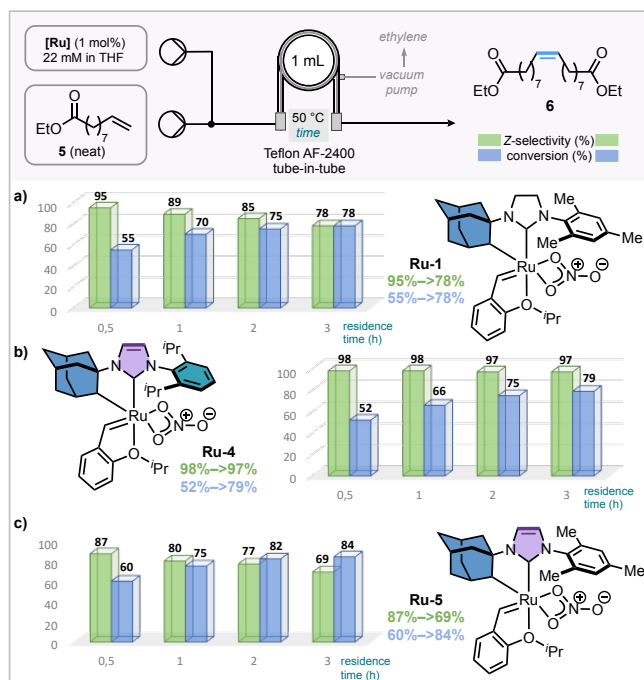 [Ru] (1 mol%)
22 mM in THF
EtO
O
7
5 (neat)
1 mL
50 °C
time
Teflon AF-2400
tube-in-tube
ethylene
vacuum
pump
O
7
7
O
EtO
OEt
6
Z-selectivity (%)
conversion (%)
a)
100
80
60
40
20
0
95
55
89
70
85
75
78
78
0,5
1
2
3
residence
time (h)
N
N
Me
Me
Me
Ru
O
O
N
O
O
iPr
Ru-1
95%–>78%
55%–>78%
b)
N
N
iPr
iPr
Ru
O
O
N
O
O
iPr
Ru-4
98%–>97%
52%–>79%
100
80
60
40
20
0
98
52
98
66
97
75
97
79
0,5
1
2
3
residence
time (h)
c)
100
80
60
40
20
0
87
60
80
75
77
82
69
84
0,5
1
2
3
residence
time (h)
N
N
Me
Me
Me
Ru
O
O
N
O
O
iPr
Ru-5
87%–>69%
60%–>84%